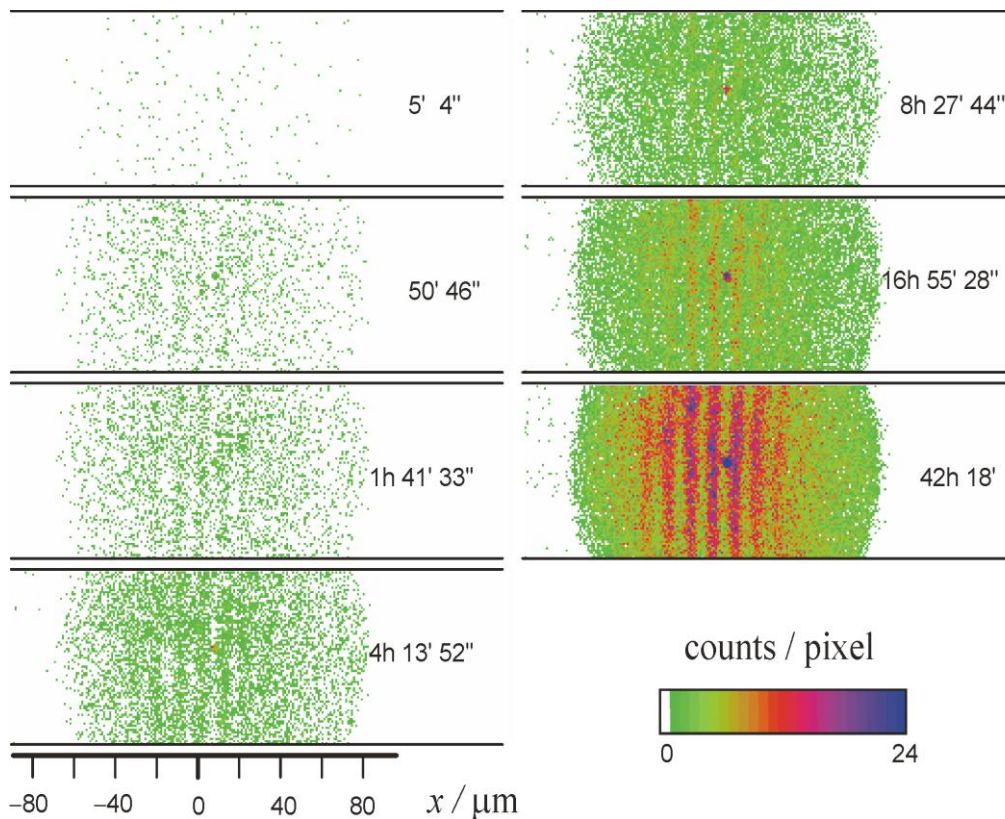 5' 4"
50' 46"
1h 41' 33"
4h 13' 52"
−80 −40 0 40 80 x / μm
8h 27' 44"
16h 55' 28"
42h 18'
counts / pixel
0 24